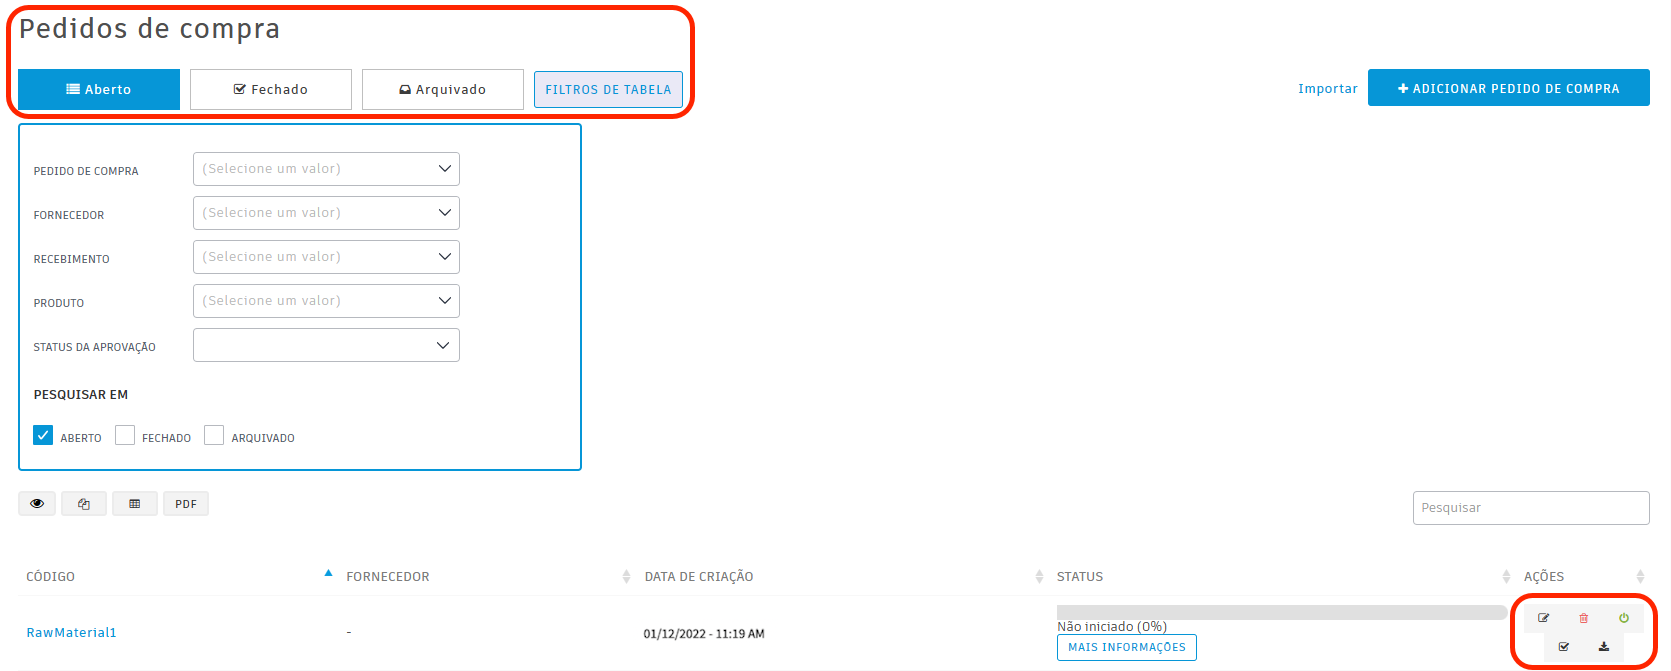 Pedidos de compra
Aberto Fechado Arquivado FILTROS DE TABELA Importar ADICIONAR PEDIDO DE COMPRA
PEDIDO DE COMPRA (Selecione um valor)
FORNECEDOR (Selecione um valor)
RECEBIMENTO (Selecione um valor)
PRODUTO (Selecione um valor)
STATUS DA APROVAÇÃO
PESQUISAR EM
ABERTO FECHADO ARQUIVADO
PDF Pesquisar
CÓDIGO FORNECEDOR DATA DE CRIAÇÃO STATUS AÇÕES
RawMaterial1 - 01/12/2022 - 11:19 AM Não iniciado (0%)
MAIS INFORMAÇÕES